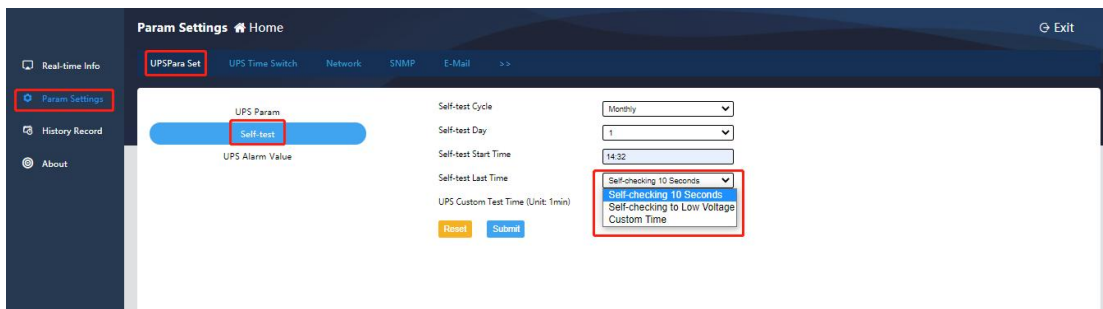 Param Settings Home
Exit
Real-time Info
Param Settings
History Record
About
UPSPara Set UPS Time Switch Network SNMP E-Mail >>
UPS Param
Self-test
UPS Alarm Value
Self-test Cycle Monthly
Self-test Day 1
Self-test Start Time 14:32
Self-test Last Time Self-checking 10 Seconds
Self-checking 10 Seconds
Self-checking to Low Voltage
Custom Time
UPS Custom Test Time (Unit: 1min)
Reset Submit